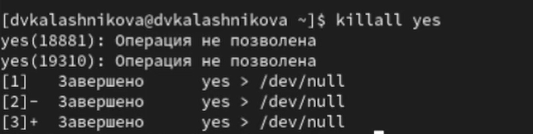 [dvkalashnikova@dvkalashnikova ~]$ killall yes
yes(18881): Операция не позволена
yes(19310): Операция не позволена
[1]   Завершено      yes > /dev/null
[2]-  Завершено      yes > /dev/null
[3]+  Завершено      yes > /dev/null